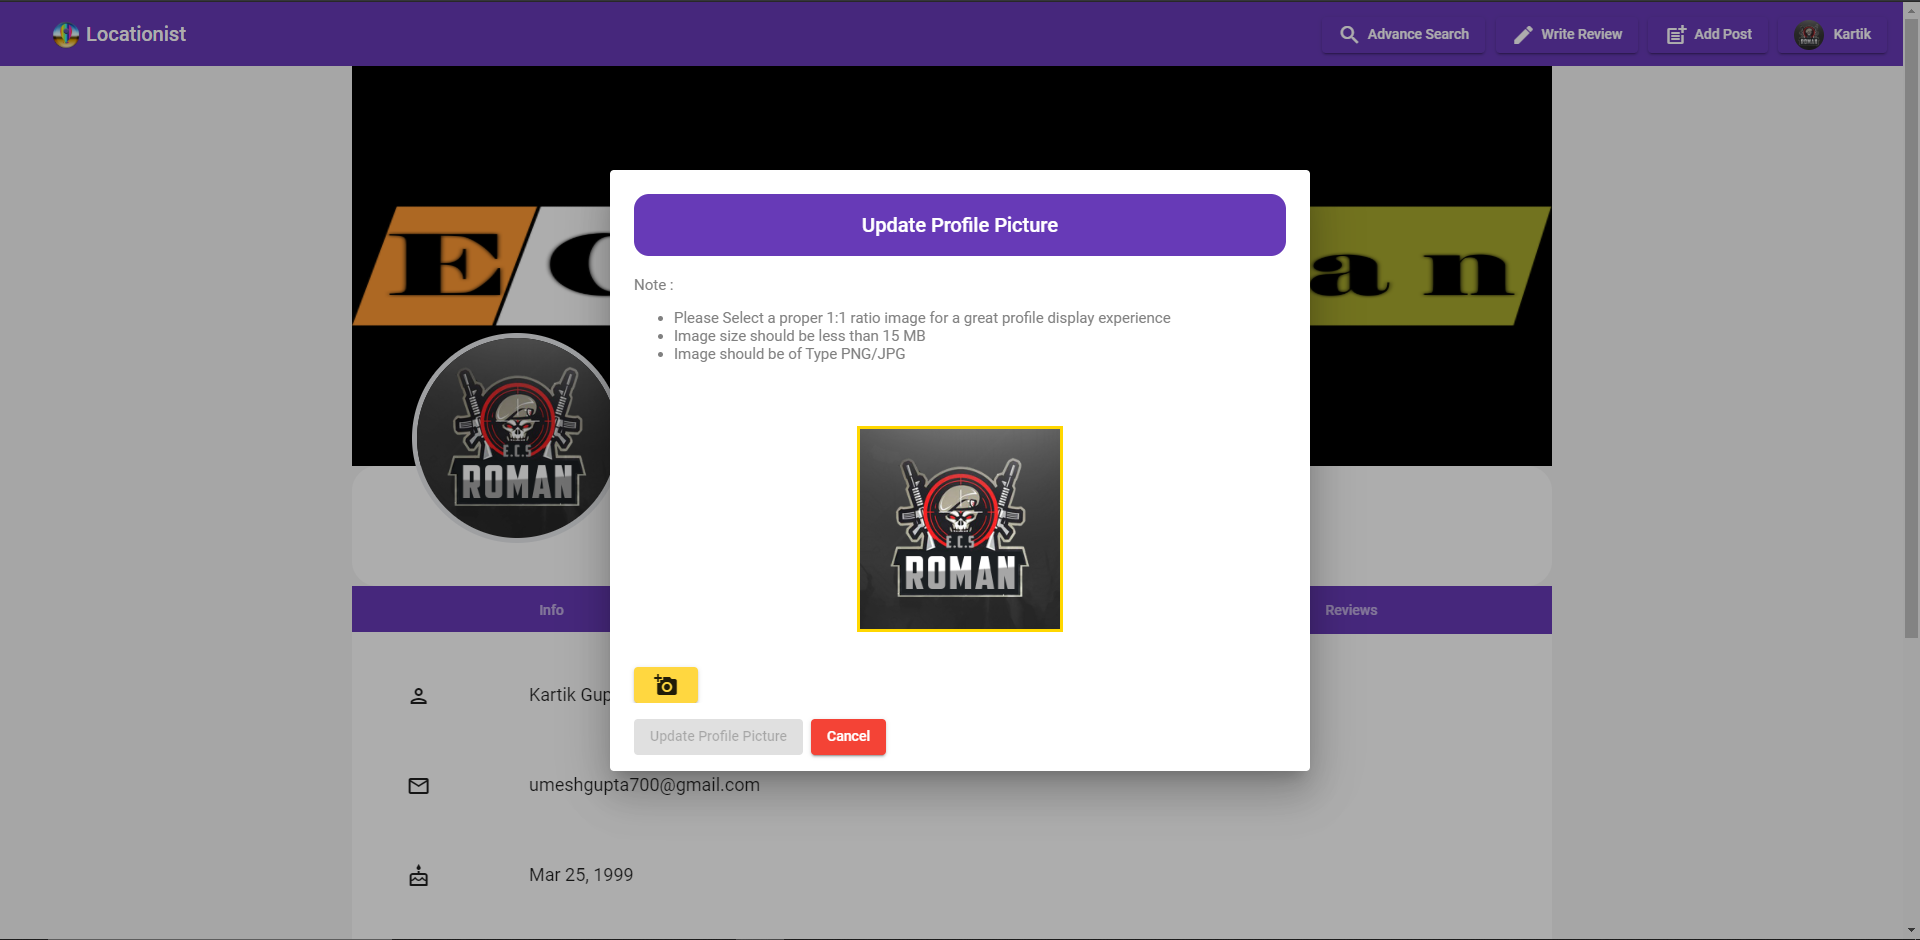 Locationist
Advance Search
Write Review
Add Post
Kartik
Update Profile Picture
E
an
Note :
Please Select a proper 1:1 ratio image for a great profile display experience
Image size should be less than 15 MB
Image should be of Type PNG/JPG
E.C.S
ROMAN
E.C.S
ROMAN
Info
Reviews
Kartik Gup
Update Profile Picture
Cancel
umeshgupta700@gmail.com
Mar 25, 1999